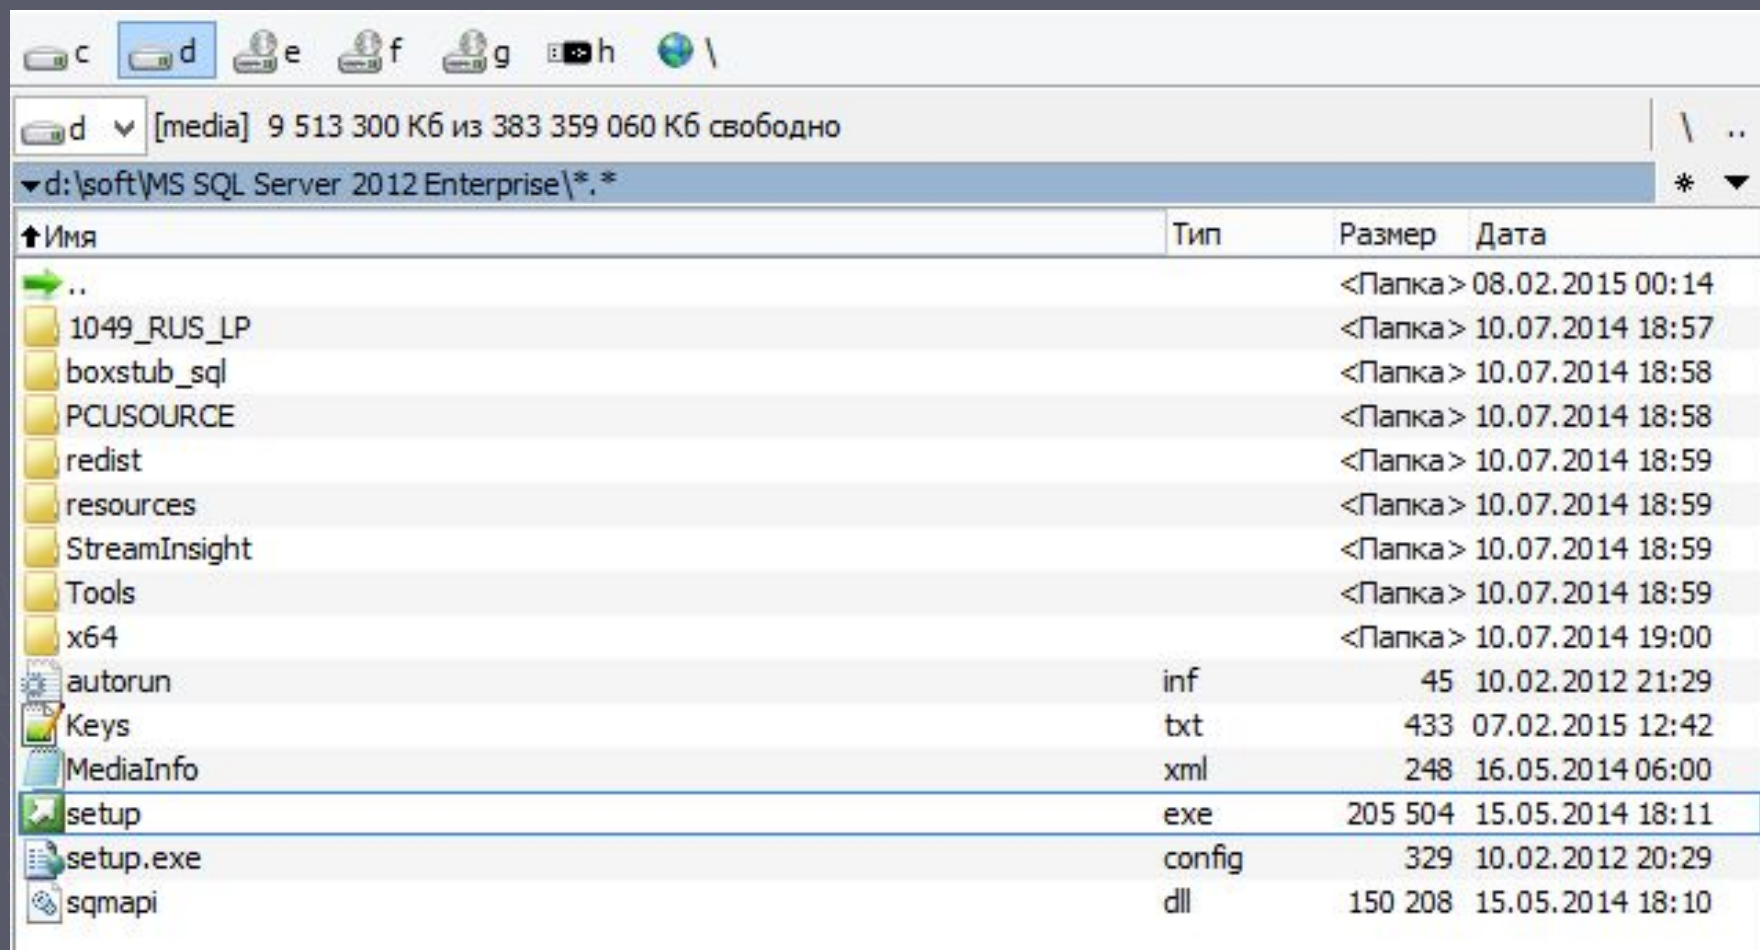 c d e f g h \
d [media] 9 513 300 Кб из 383 359 060 Кб свободно \ ..
d:\soft\MS SQL Server 2012 Enterprise\*.* *
Имя Тип Размер Дата
.. <Папка> 08.02.2015 00:14
1049_RUS_LP <Папка> 10.07.2014 18:57
boxstub_sql <Папка> 10.07.2014 18:58
PCUSOURCE <Папка> 10.07.2014 18:58
redist <Папка> 10.07.2014 18:59
resources <Папка> 10.07.2014 18:59
StreamInsight <Папка> 10.07.2014 18:59
Tools <Папка> 10.07.2014 18:59
x64 <Папка> 10.07.2014 19:00
autorun inf 45 10.02.2012 21:29
Keys txt 433 07.02.2015 12:42
MediaInfo xml 248 16.05.2014 06:00
setup exe 205 504 15.05.2014 18:11
setup.exe config 329 10.02.2012 20:29
sqmapi dll 150 208 15.05.2014 18:10